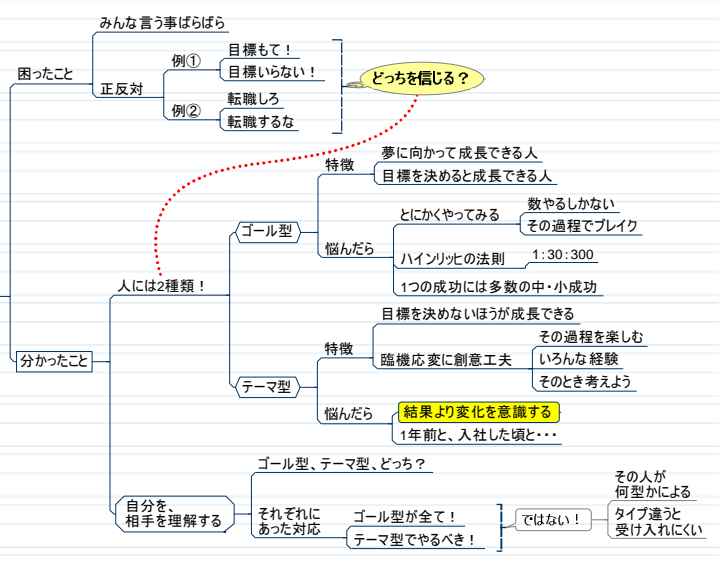 みんな言う事ばらばら
困ったこと
正反対
例①
目標もて！
目標いらない！
例②
転職しろ
転職するな
どっちを信じる？
分かったこと
人には2種類！
ゴール型
特徴
夢に向かって成長できる人
目標を決めると成長できる人
悩んだら
とにかくやってみる
数やるしかない
その過程でブレイク
ハインリッヒの法則
1:30:300
1つの成功には多数の中・小成功
テーマ型
特徴
目標を決めないほうが成長できる
臨機応変に創意工夫
その過程を楽しむ
いろんな経験
そのとき考えよう
悩んだら
結果より変化を意識する
1年前と、入社した頃と・・・
自分を、
相手を理解する
ゴール型、テーマ型、どっち？
それぞれに
あった対応
ゴール型が全て！
テーマ型でやるべき！
ではない！
その人が
何型かによる
タイプ違うと
受け入れにくい